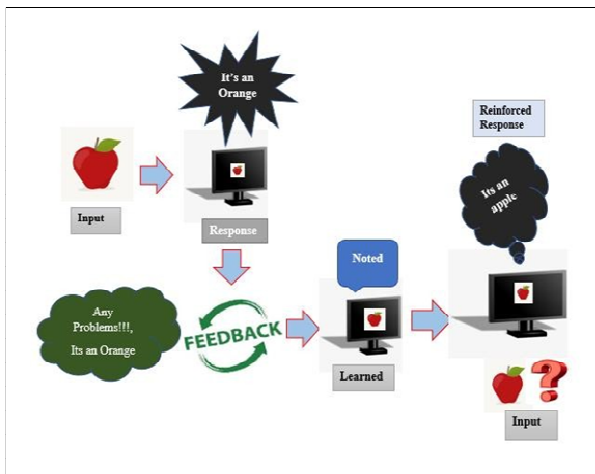 It's an
Orange
Reinforced
Response
Its an
apple
Input
Response
Noted
Any
Problems!!!,
Its an Orange
FEEDBACK
Learned
Input